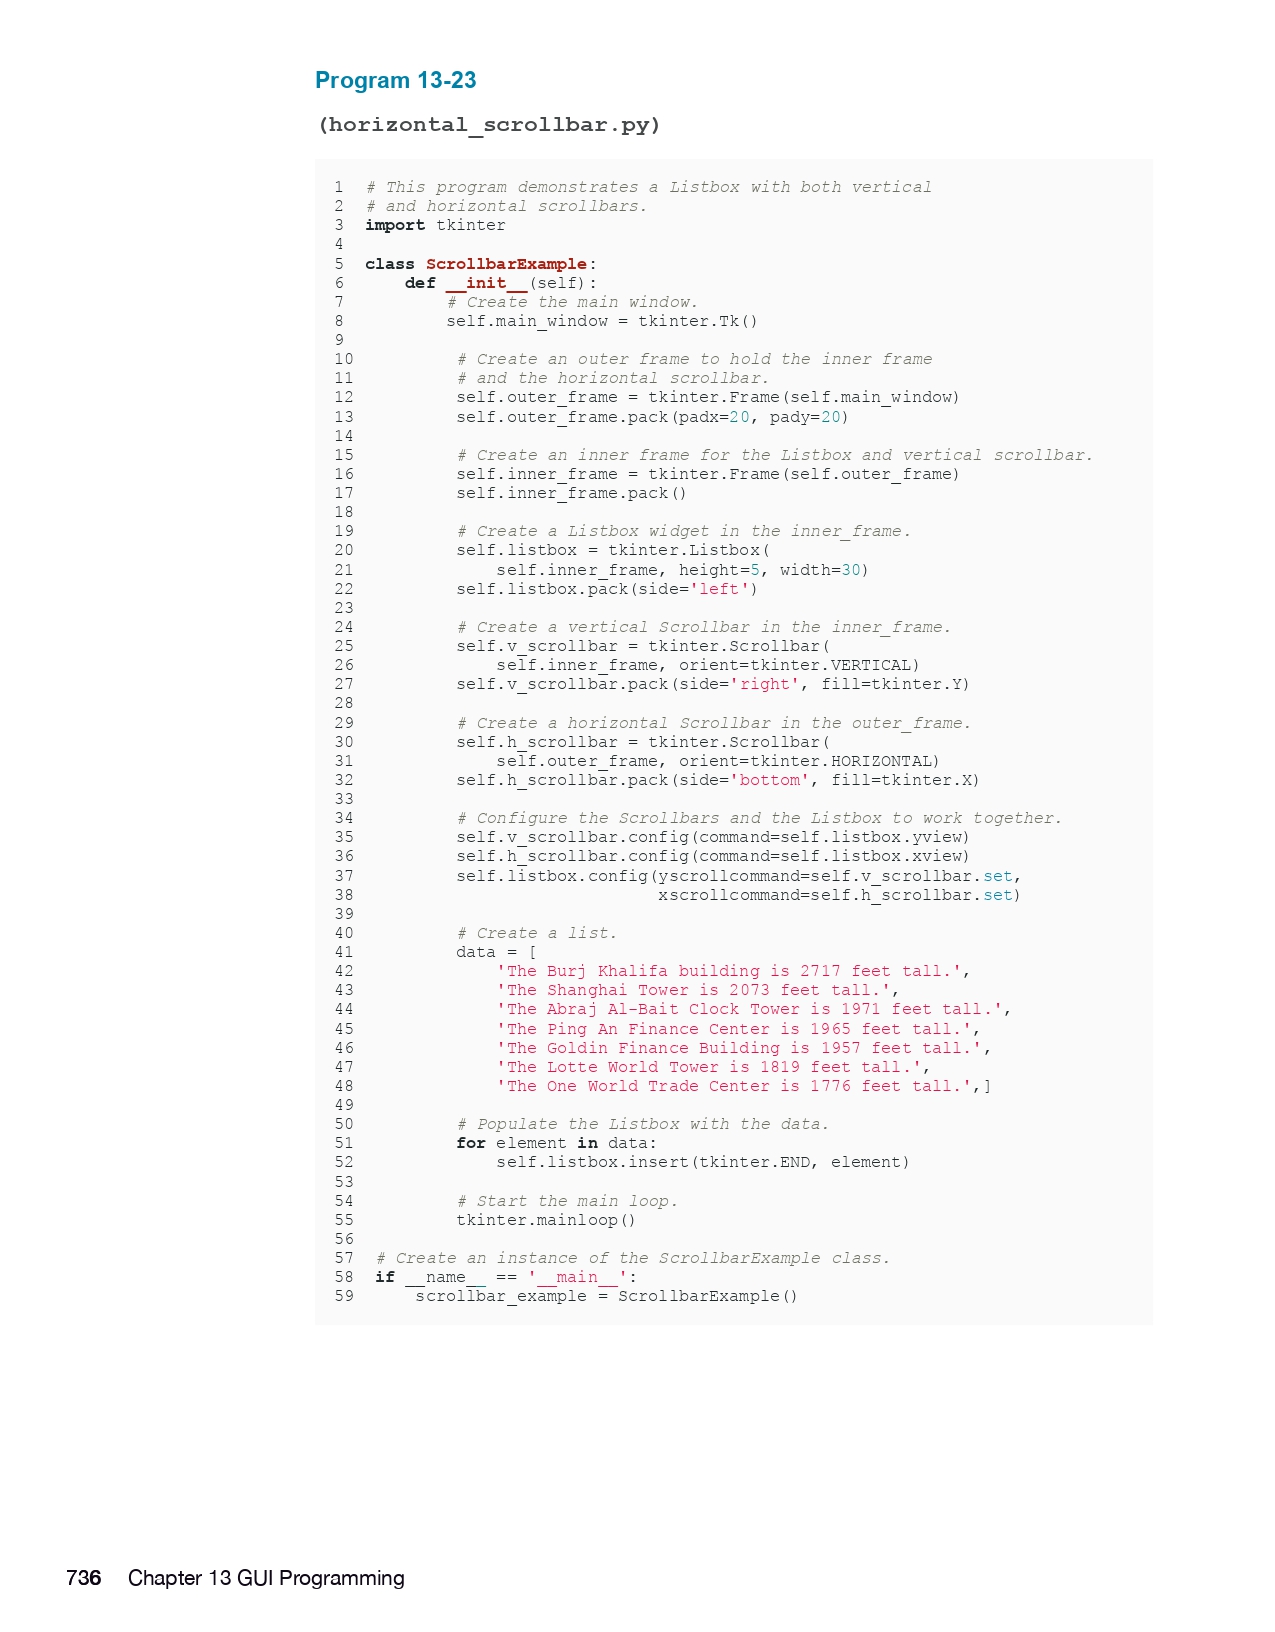 Program 13-23
(horizontal_scrollbar.py)
1 # This program demonstrates a Listbox with both vertical
2 # and horizontal scrollbars.
3 import tkinter
4
5 class ScrollbarExample:
6     def __init__(self):
7         # Create the main window.
8         self.main_window = tkinter.Tk()
9
10         # Create an outer frame to hold the inner frame
11         # and the horizontal scrollbar.
12         self.outer_frame = tkinter.Frame(self.main_window)
13         self.outer_frame.pack(padx=20, pady=20)
14
15         # Create an inner frame for the Listbox and vertical scrollbar.
16         self.inner_frame = tkinter.Frame(self.outer_frame)
17         self.inner_frame.pack()
18
19         # Create a Listbox widget in the inner_frame.
20         self.listbox = tkinter.Listbox(
21             self.inner_frame, height=5, width=30)
22         self.listbox.pack(side='left')
23
24         # Create a vertical Scrollbar in the inner_frame.
25         self.v_scrollbar = tkinter.Scrollbar(
26             self.inner_frame, orient=tkinter.VERTICAL)
27         self.v_scrollbar.pack(side='right', fill=tkinter.Y)
28
29         # Create a horizontal Scrollbar in the outer_frame.
30         self.h_scrollbar = tkinter.Scrollbar(
31             self.outer_frame, orient=tkinter.HORIZONTAL)
32         self.h_scrollbar.pack(side='bottom', fill=tkinter.X)
33
34         # Configure the Scrollbars and the Listbox to work together.
35         self.v_scrollbar.config(command=self.listbox.yview)
36         self.h_scrollbar.config(command=self.listbox.xview)
37         self.listbox.config(yscrollcommand=self.v_scrollbar.set,
38                             xscrollcommand=self.h_scrollbar.set)
39
40         # Create a list.
41         data = [
42             'The Burj Khalifa building is 2717 feet tall.',
43             'The Shanghai Tower is 2073 feet tall.',
44             'The Abraj Al-Bait Clock Tower is 1971 feet tall.',
45             'The Ping An Finance Center is 1965 feet tall.',
46             'The Goldin Finance Building is 1957 feet tall.',
47             'The Lotte World Tower is 1819 feet tall.',
48             'The One World Trade Center is 1776 feet tall.',]
49
50         # Populate the Listbox with the data.
51         for element in data:
52             self.listbox.insert(tkinter.END, element)
53
54         # Start the main loop.
55         tkinter.mainloop()
56
57 # Create an instance of the ScrollbarExample class.
58 if __name__ == '__main__':
59     scrollbar_example = ScrollbarExample()
736 Chapter 13 GUI Programming